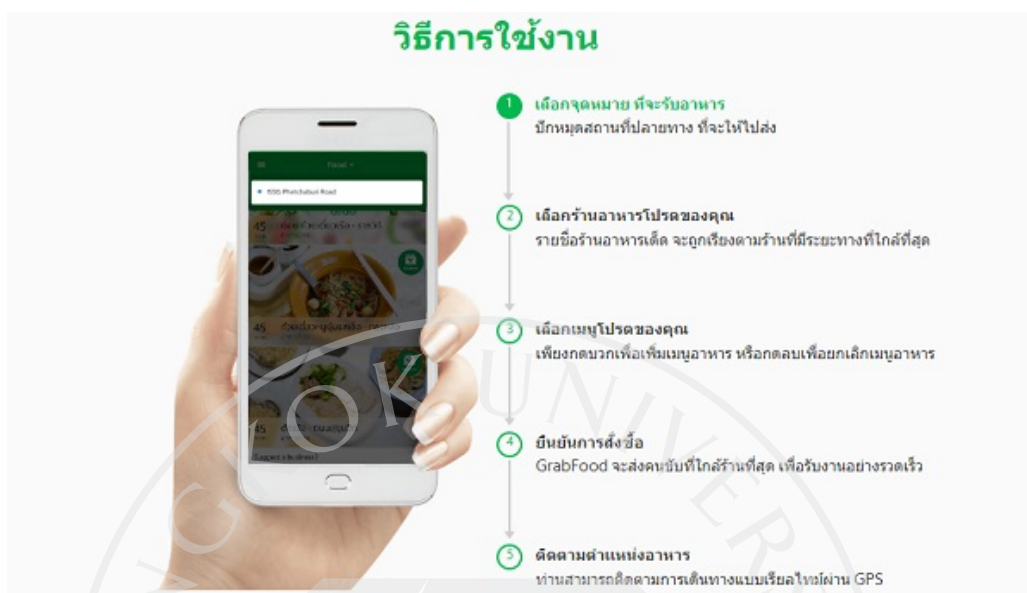 วิธีการใช้งาน
1
เลือกจุดหมาย ที่จะรับอาหาร
ปักหมุดสถานที่ปลายทาง ที่จะให้ไปส่ง
2
เลือกร้านอาหารโปรดของคุณ
รายชื่อร้านอาหารเด็ด จะถูกเรียงตามร้านที่มีระยะทางที่ใกล้ที่สุด
3
เลือกเมนูโปรดของคุณ
เพียงกดบวกเพื่อเพิ่มเมนูอาหาร หรือกดลบเพื่อยกเลิกเมนูอาหาร
4
ยืนยันการสั่งซื้อ
GrabFood จะส่งคนขับที่ใกล้ร้านที่สุด เพื่อรับงานอย่างรวดเร็ว
5
ติดตามตำแหน่งอาหาร
ท่านสามารถติดตามการเดินทางแบบเรียลไทม์ผ่าน GPS
Food
Phetchaburi Road
45
45
45
Suggest a business?
NGKOK UNIVER